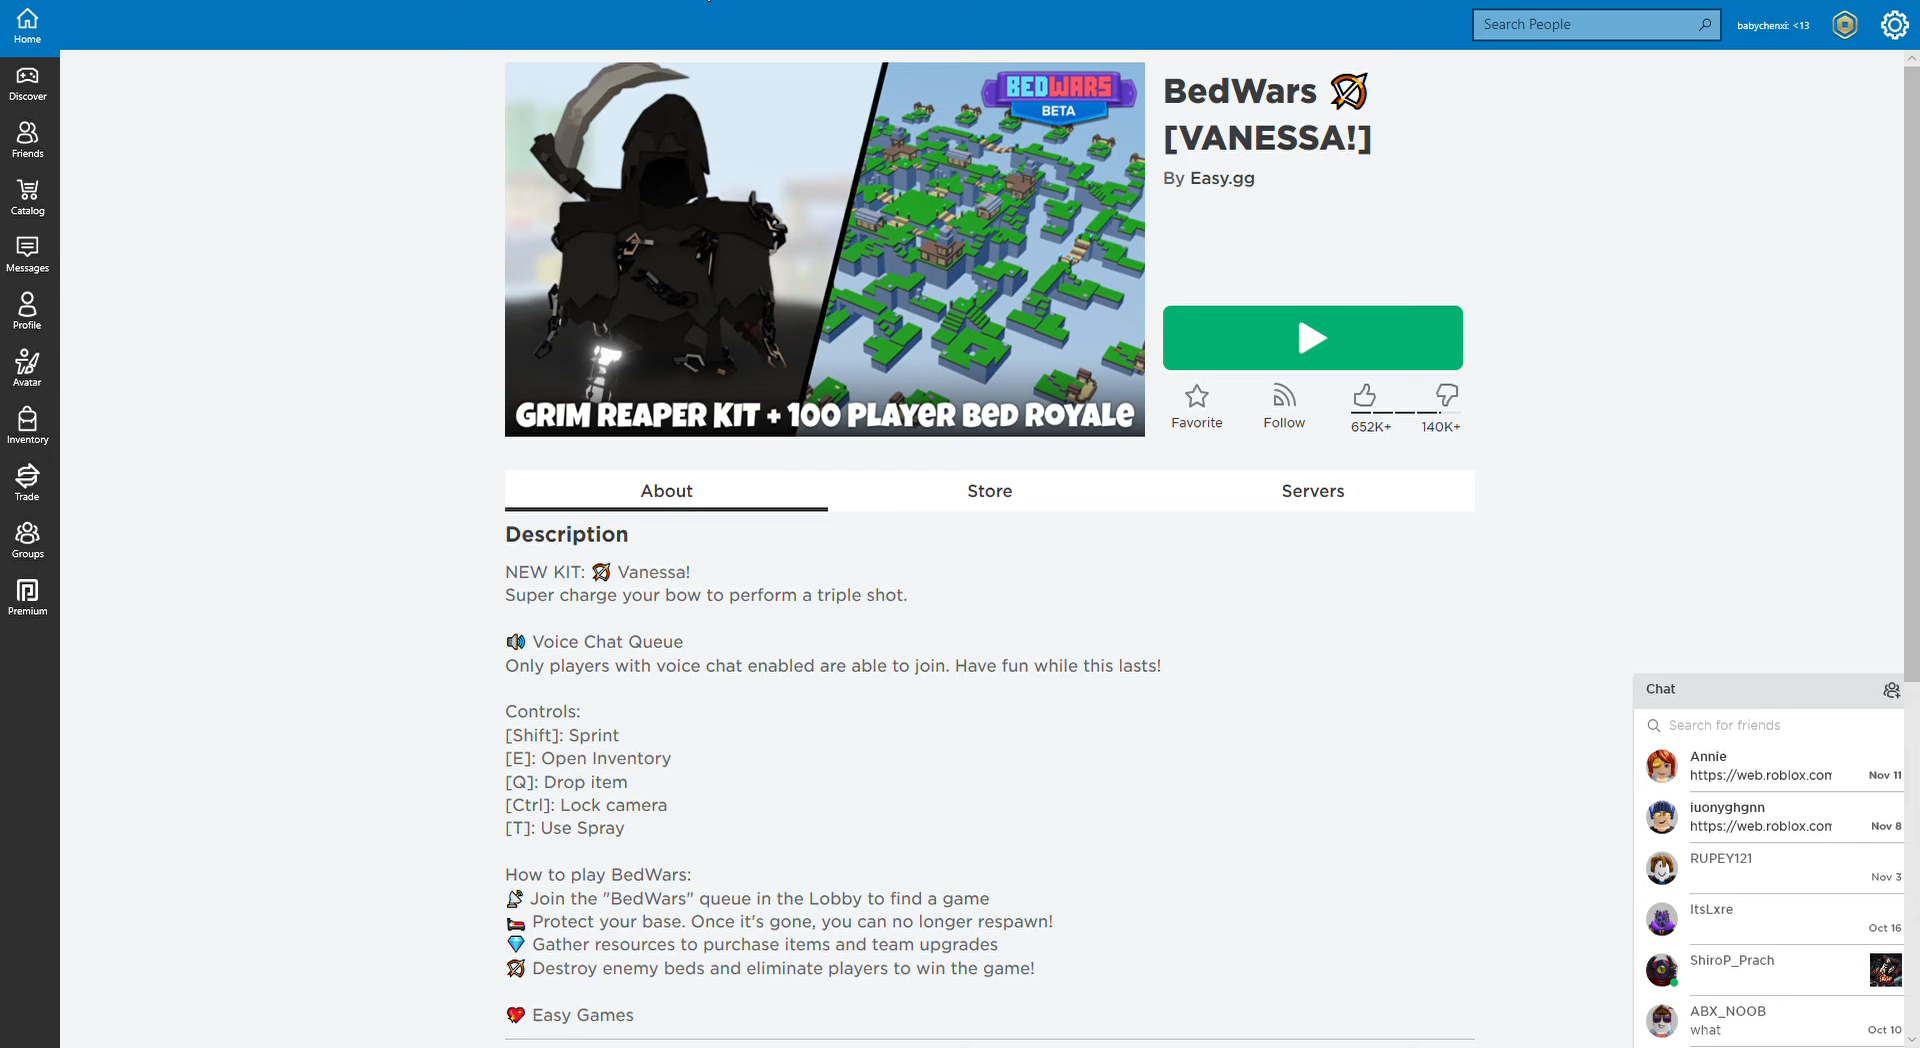 Home
Search People
babychenxi: <13
Discover
Friends
Catalog
Messages
Profile
Avatar
Inventory
Trade
Groups
Premium
BEDWARS
BETA
GRIM REAPER KIT + 100 PLAYER BED ROYALE
BedWars
[VANESSA!]
By Easy.gg
Favorite
Follow
652K+
140K+
About
Store
Servers
Description
NEW KIT: Vanessa!
Super charge your bow to perform a triple shot.
Voice Chat Queue
Only players with voice chat enabled are able to join. Have fun while this lasts!
Controls:
[Shift]: Sprint
[E]: Open Inventory
[Q]: Drop item
[Ctrl]: Lock camera
[T]: Use Spray
How to play BedWars:
Join the "BedWars" queue in the Lobby to find a game
Protect your base. Once it's gone, you can no longer respawn!
Gather resources to purchase items and team upgrades
Destroy enemy beds and eliminate players to win the game!
Easy Games
Chat
Search for friends
Annie
https://web.roblox.com
Nov 11
iuonyghgnn
https://web.roblox.com
Nov 8
RUPEY121
Nov 3
ItsLxre
Oct 16
ShiroP_Prach
ABX_NOOB
what
Oct 10